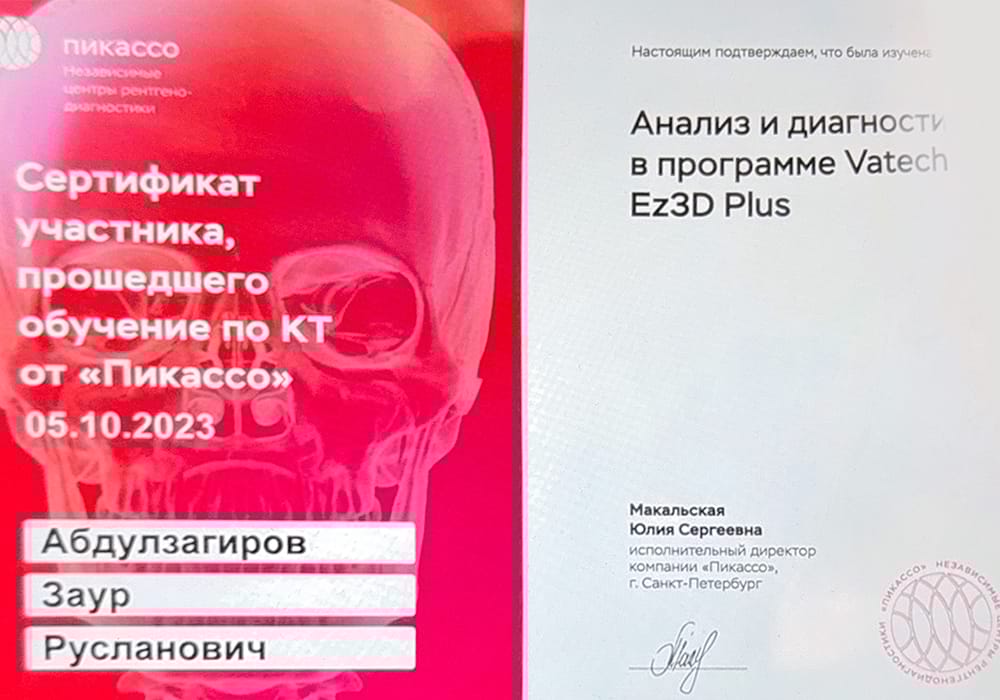 пикассо
Независимые
центры рентгено-
диагностики
Сертификат
участника,
прошедшего
обучение по КТ
от «Пикассо»
05.10.2023
Абдулзагиров
Заур
Русланович
Настоящим подтверждаем, что была изучена
Анализ и диагности
в программе Vatech
Ez3D Plus
Макальская
Юлия Сергеевна
исполнительный директор
компании «Пикассо»,
г. Санкт-Петербург
«ПИКАССО» НЕЗАВИСИМЫЕ ЦЕНТРЫ РЕНТГЕНОДИАГНОСТИКИ